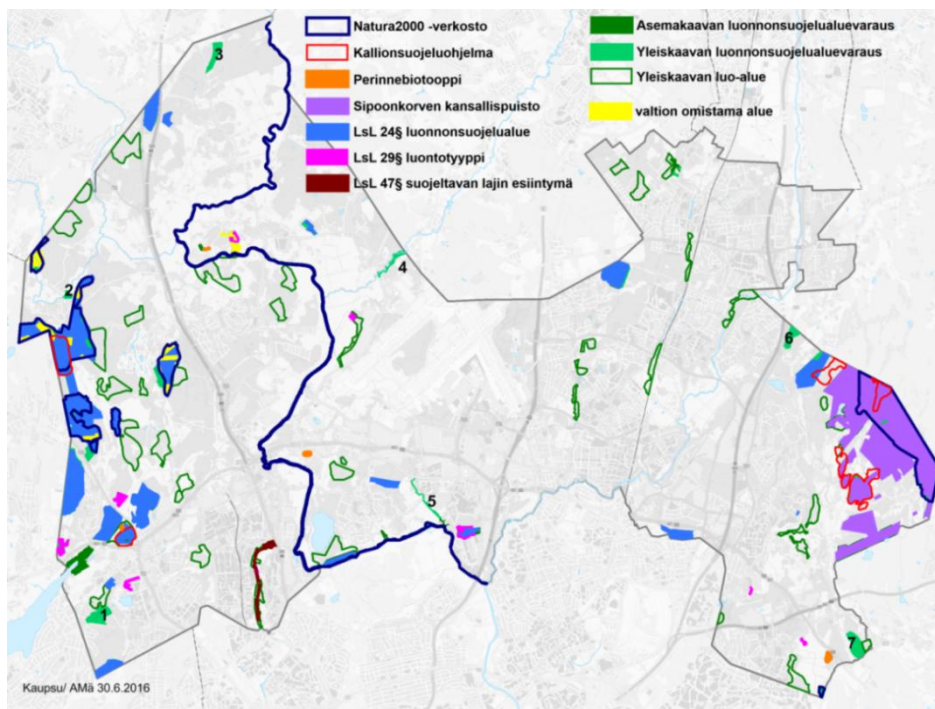 Natura2000 -verkosto
Kallionsuojeluohjelma
Perinnebiotooppi
Sipoonkorven kansallispuisto
LsL 24§ luonnonsuojelualue
LsL 29§ luontotyyppi
LsL 47§ suojeltavan lajin esiintymä
Asemakaavan luonnonsuojelualuevaraus
Yleiskaavan luonnonsuojelualuevaraus
Yleiskaavan luo-alue
valtion omistama alue
3
4
2
6
5
1
7
Kaupsu/ AMä 30.6.2016